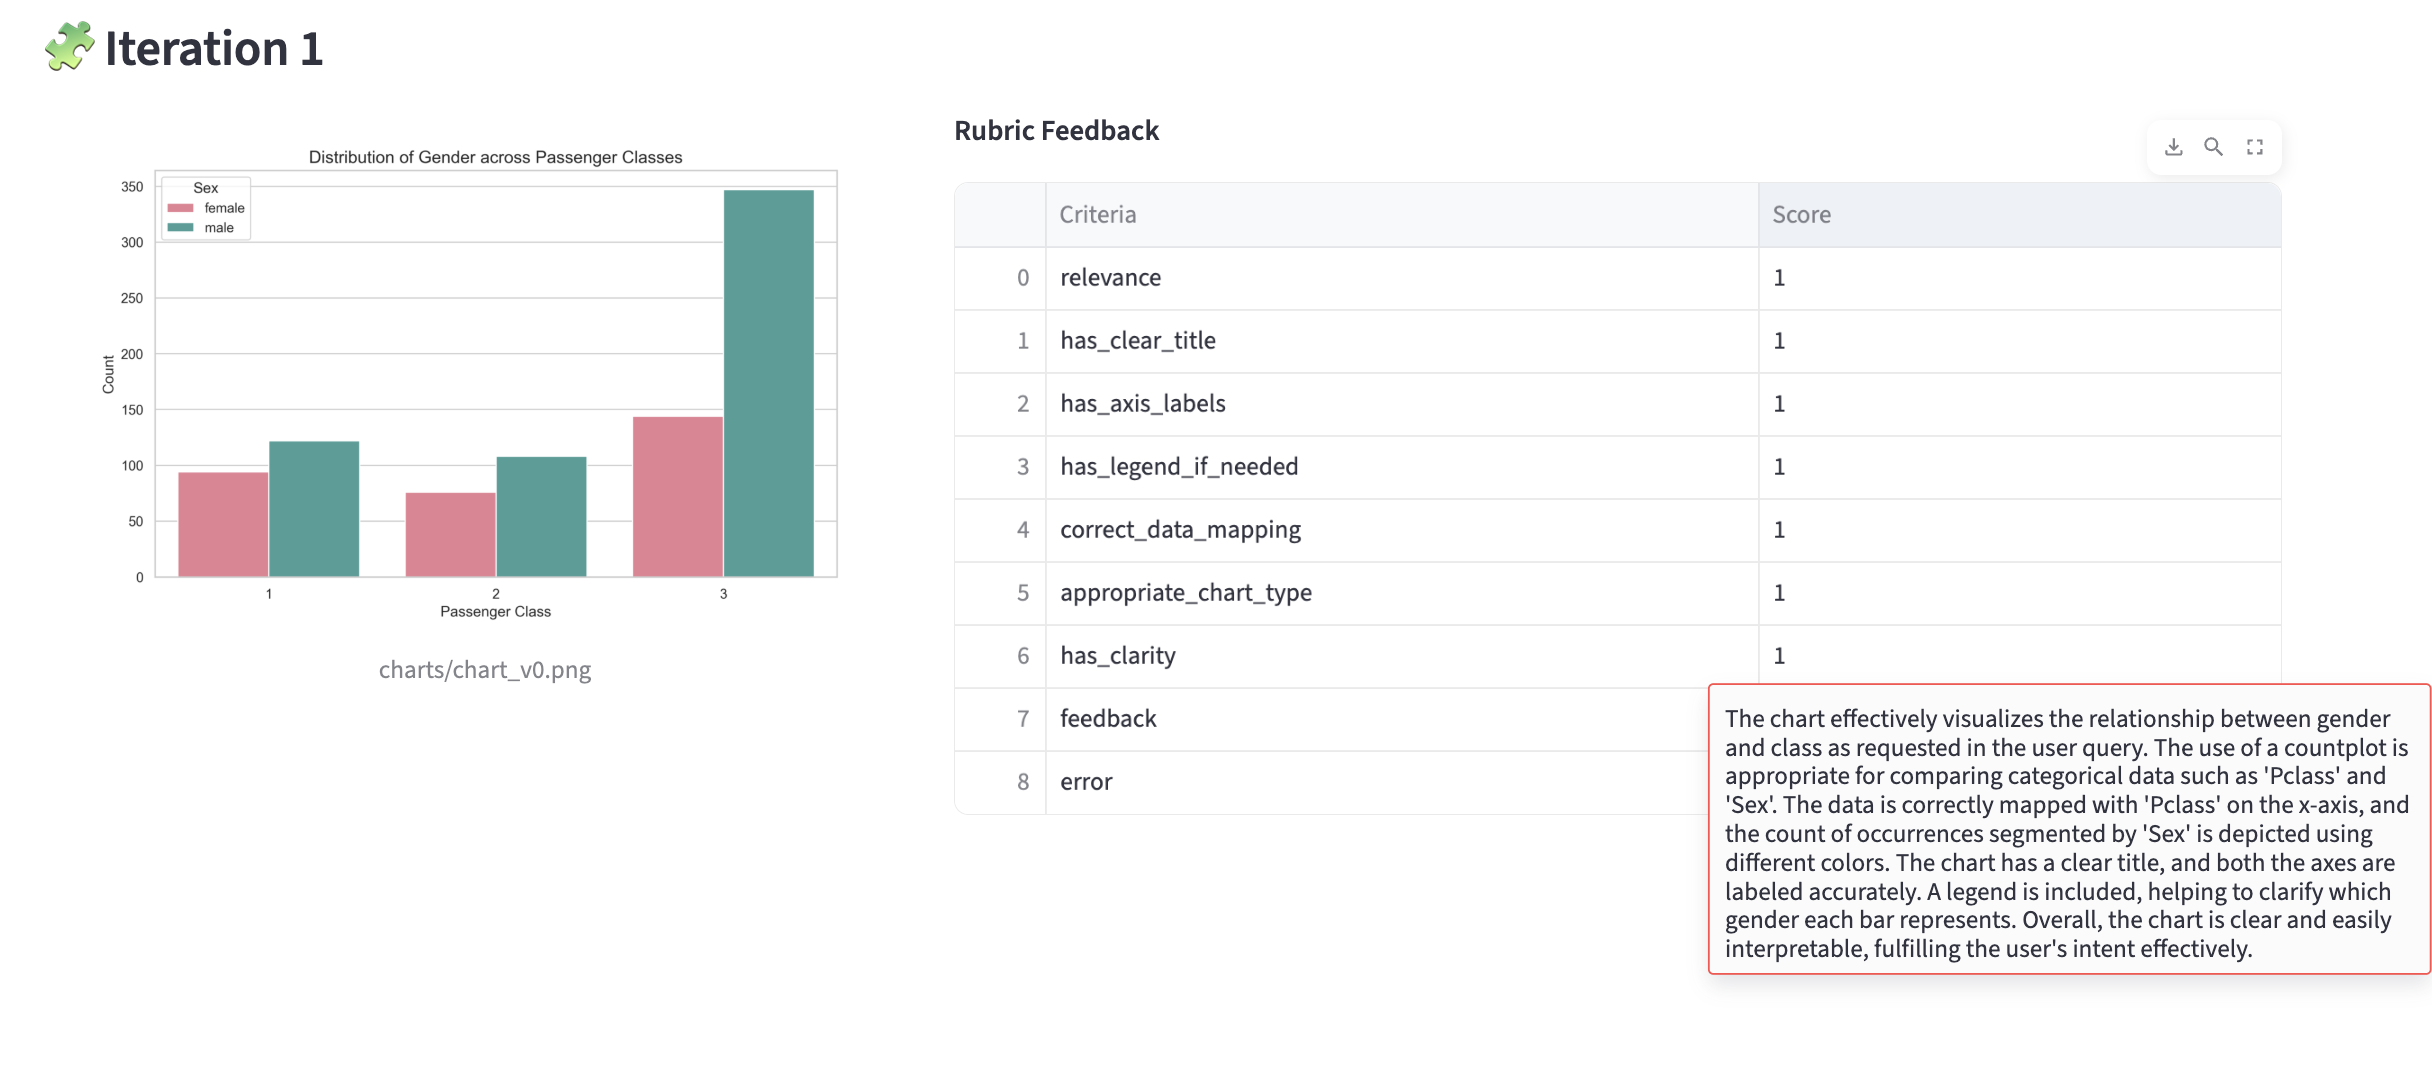 Iteration 1
Distribution of Gender across Passenger Classes
Sex
female
male
350
300
250
200
150
100
50
0
Count
1 2 3
Passenger Class
charts/chart_v0.png
Rubric Feedback
Criteria Score
0 relevance 1
1 has_clear_title 1
2 has_axis_labels 1
3 has_legend_if_needed 1
4 correct_data_mapping 1
5 appropriate_chart_type 1
6 has_clarity 1
7 feedback
8 error
The chart effectively visualizes the relationship between gender
and class as requested in the user query. The use of a countplot is
appropriate for comparing categorical data such as 'Pclass' and
'Sex'. The data is correctly mapped with 'Pclass' on the x-axis, and
the count of occurrences segmented by 'Sex' is depicted using
different colors. The chart has a clear title, and both the axes are
labeled accurately. A legend is included, helping to clarify which
gender each bar represents. Overall, the chart is clear and easily
interpretable, fulfilling the user's intent effectively.